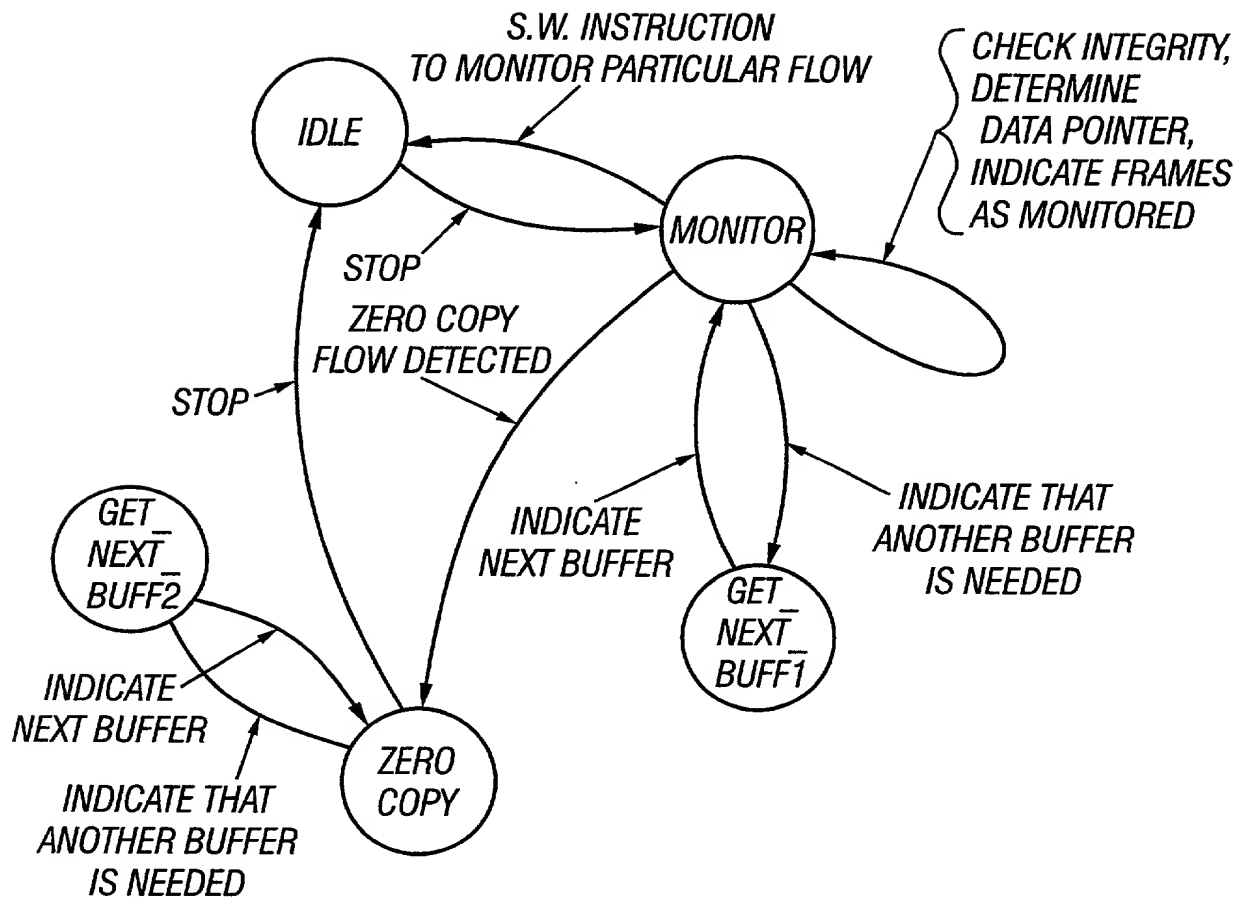 S.W. INSTRUCTION
TO MONITOR PARTICULAR FLOW
CHECK INTEGRITY,
DETERMINE
DATA POINTER,
INDICATE FRAMES
AS MONITORED
IDLE
MONITOR
STOP
ZERO COPY
FLOW DETECTED
STOP
GET_
NEXT_
BUFF2
INDICATE
NEXT BUFFER
INDICATE THAT
ANOTHER BUFFER
IS NEEDED
GET_
NEXT_
BUFF1
INDICATE
NEXT BUFFER
ZERO
COPY
INDICATE THAT
ANOTHER BUFFER
IS NEEDED